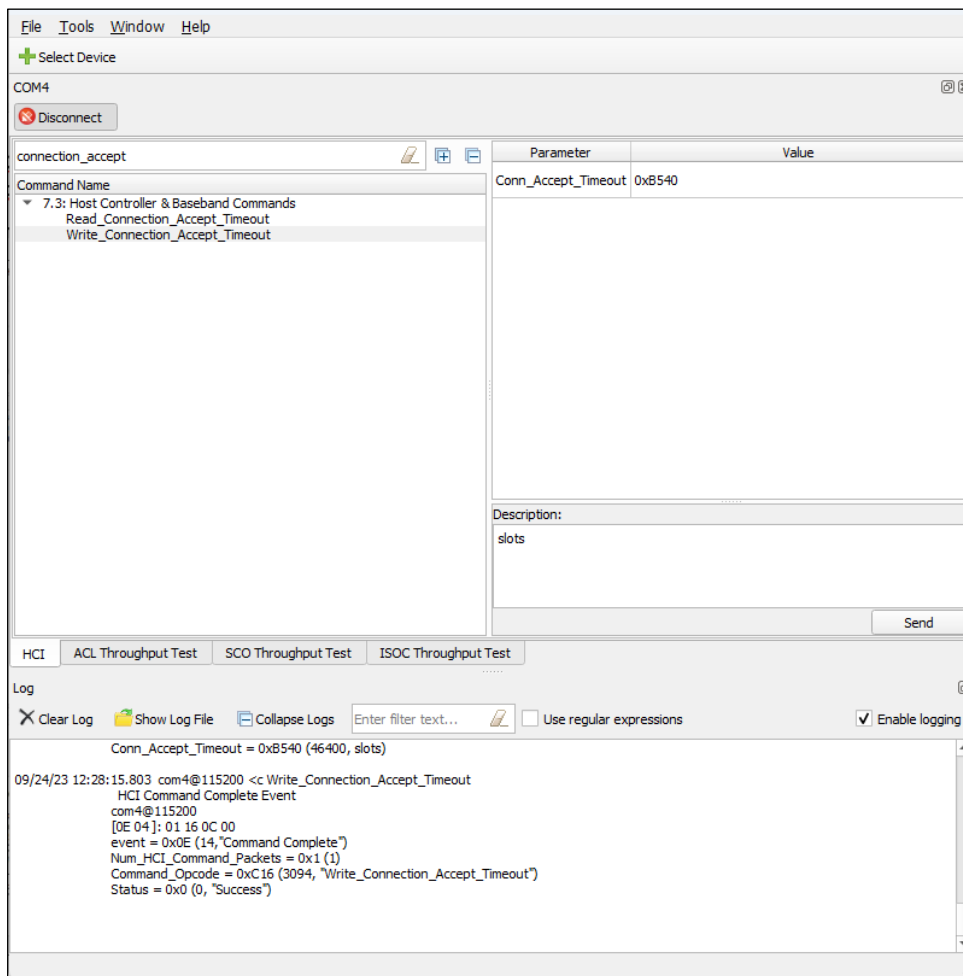 File Tools Window Help
Select Device
COM4
Disconnect
connection_accept
Command Name
7.3: Host Controller & Baseband Commands
Read_Connection_Accept_Timeout
Write_Connection_Accept_Timeout
Parameter Value
Conn_Accept_Timeout 0xB540
Description:
slots
Send
HCI ACL Throughput Test SCO Throughput Test ISOC Throughput Test
Log
Clear Log Show Log File Collapse Logs Enter filter text... Use regular expressions Enable logging
Conn_Accept_Timeout = 0xB540 (46400, slots)
09/24/23 12:28:15.803 com4@115200 <c Write_Connection_Accept_Timeout
HCI Command Complete Event
com4@115200
[0E 04]: 01 16 0C 00
event = 0x0E (14,"Command Complete")
Num_HCI_Command_Packets = 0x1 (1)
Command_Opcode = 0xC16 (3094, "Write_Connection_Accept_Timeout")
Status = 0x0 (0, "Success")